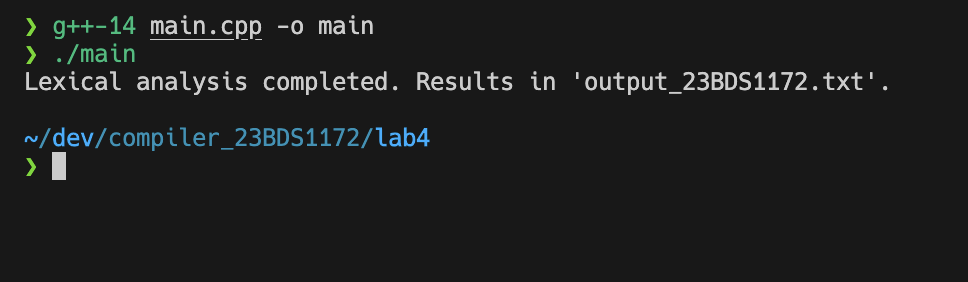 ❯ g++-14 main.cpp -o main
❯ ./main
Lexical analysis completed. Results in 'output_23BDS1172.txt'.
~/dev/compiler_23BDS1172/lab4
❯